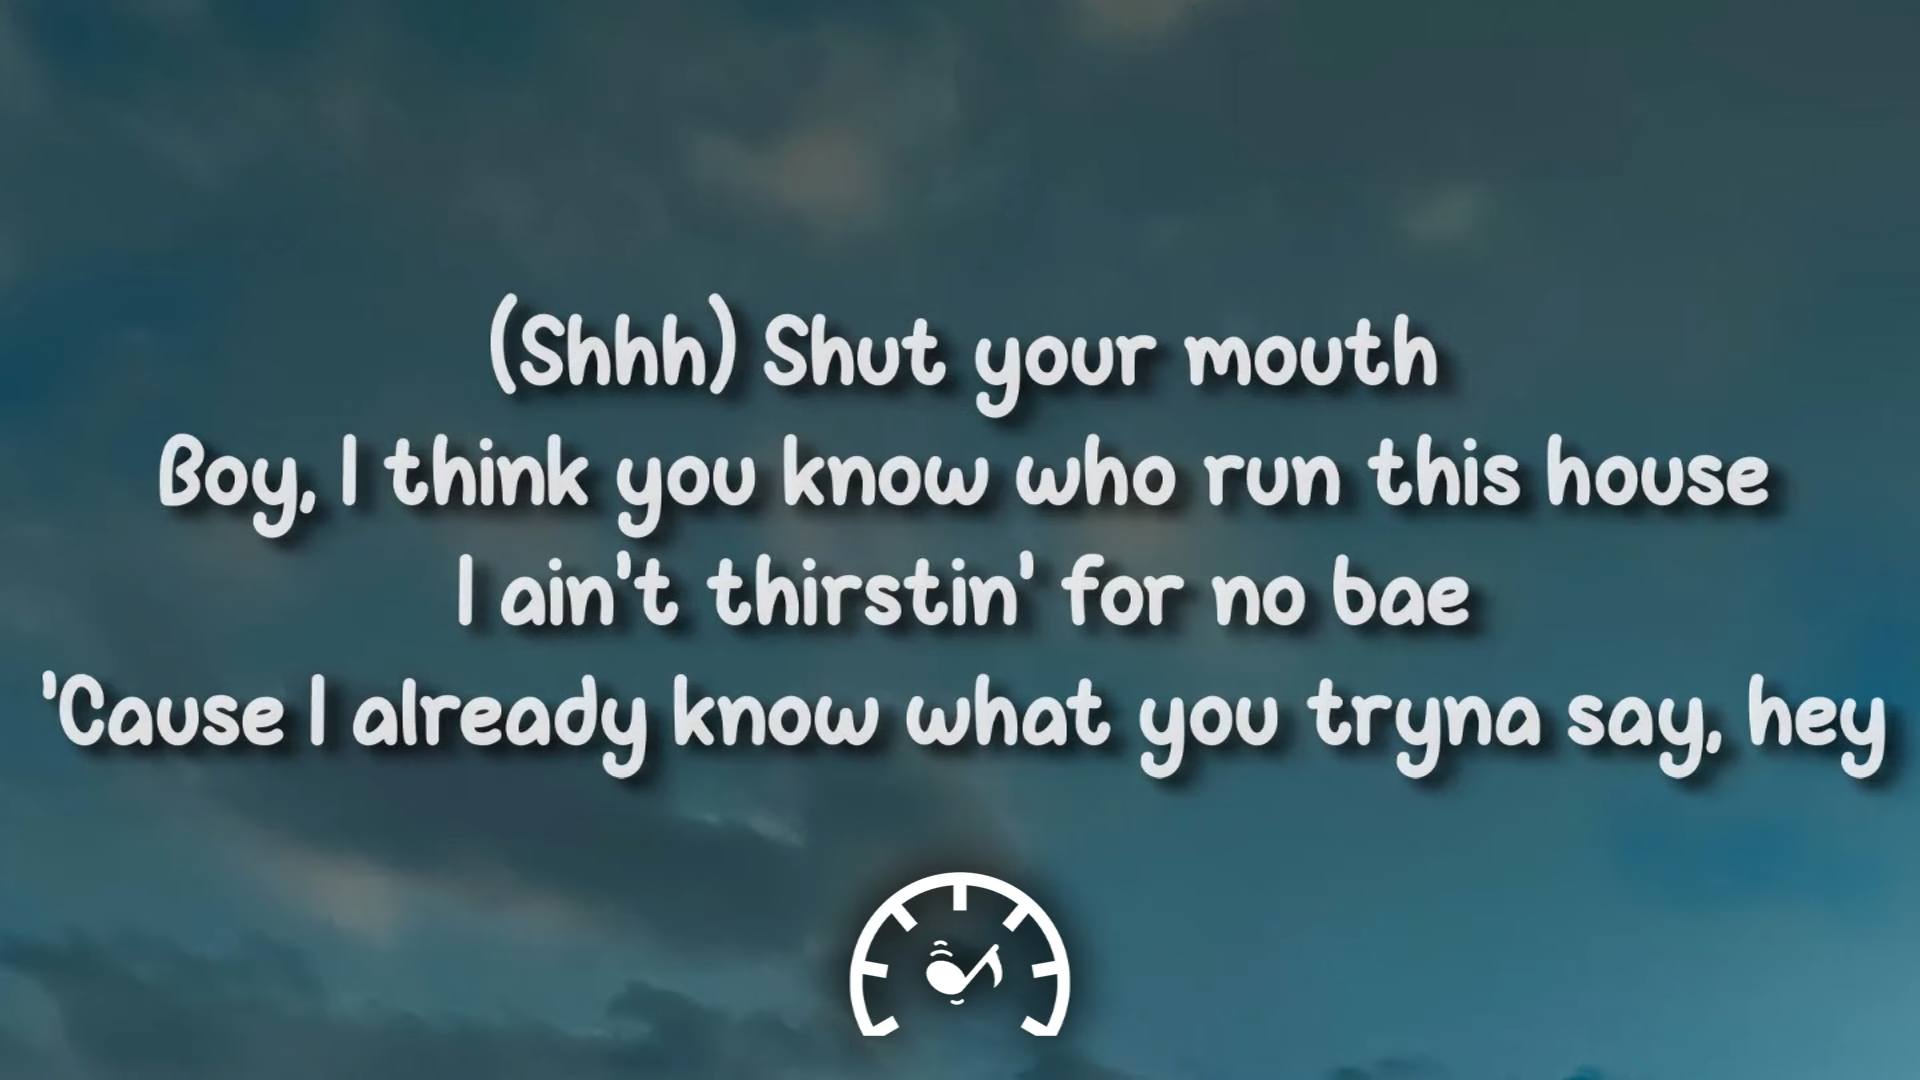 (Shhh) Shut your mouth
Boy, I think you know who run this house
I ain't thirstin' for no bae
'Cause I already know what you tryna say, hey